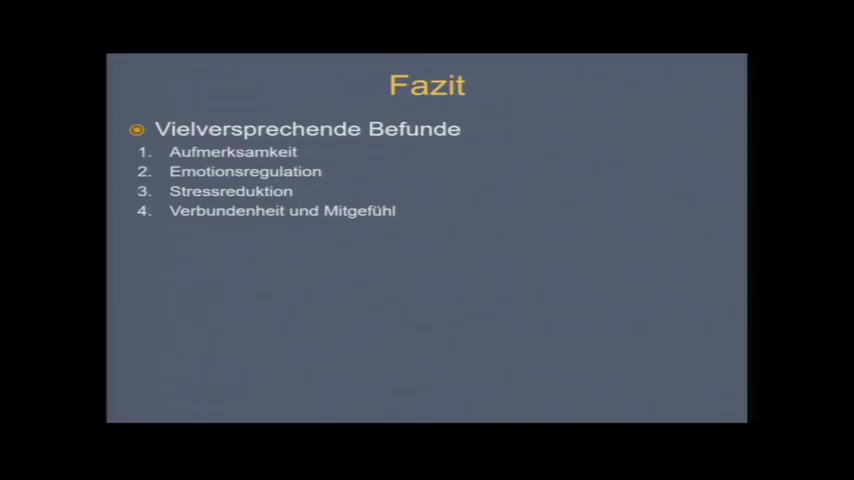 Fazit
Vielversprechende Befunde
1. Aufmerksamkeit
2. Emotionsregulation
3. Stressreduktion
4. Verbundenheit und Mitgefühl